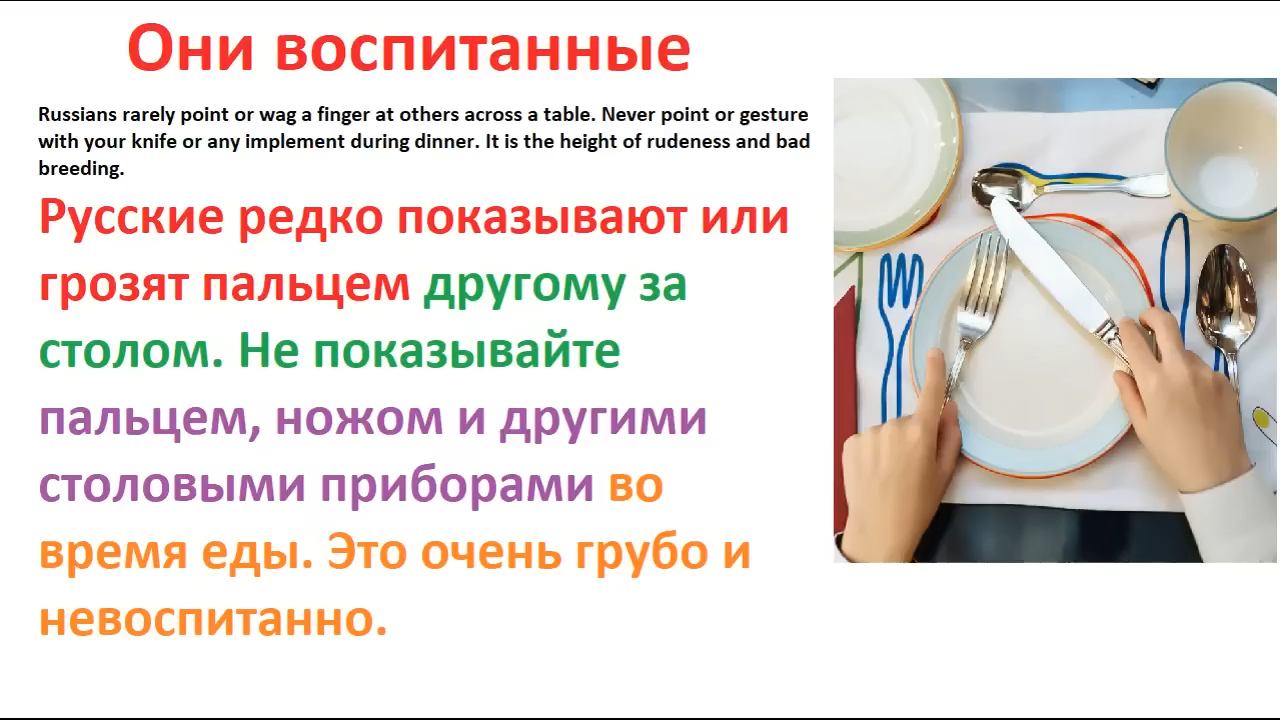 Они воспитанные
Russians rarely point or wag a finger at others across a table. Never point or gesture
with your knife or any implement during dinner. It is the height of rudeness and bad
breeding.
Русские редко показывают или
грозят пальцем другому за
столом. Не показывайте
пальцем, ножом и другими
столовыми приборами во
время еды. Это очень грубо и
невоспитанно.